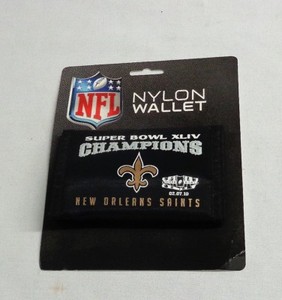 NFL
NYLON
WALLET
SUPER BOWL XLIV
CHAMPIONS
02.07.10
NEW ORLEANS SAINTS